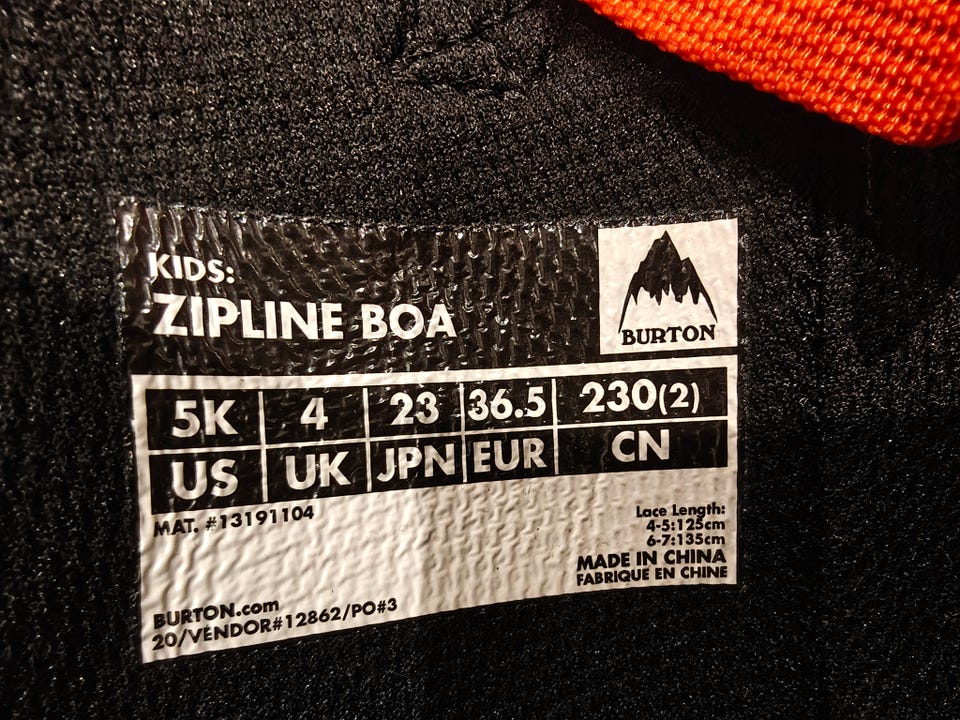 KIDS:
ZIPLINE BOA
BURTON
5K 4 23 36.5 230(2)
US UK JPN EUR CN
MAT. #13191104
Lace Length:
4-5:125cm
6-7:135cm
MADE IN CHINA
FABRIQUE EN CHINE
BURTON.com
20/VENDOR#12862/PO#3